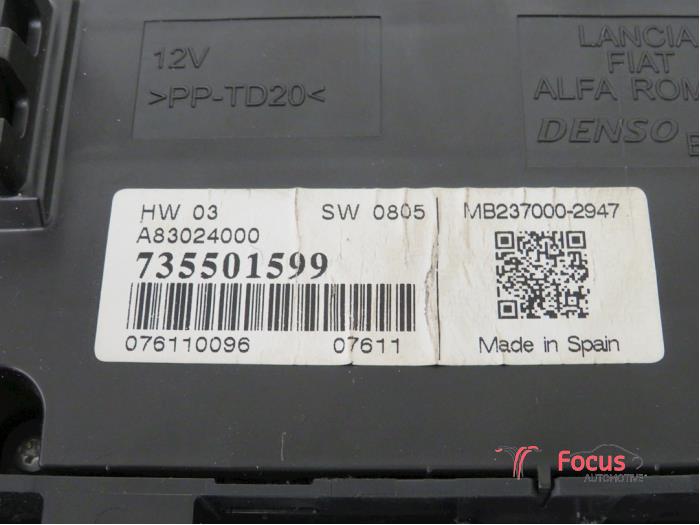 12V
>PP-TD20<
LANCIA
FIAT
ALFA ROM
DENSO
HW 03 SW 0805
A83024000
735501599
076110096 07611
MB237000-2947
Made in Spain
Focus
AUTOMOTIVE